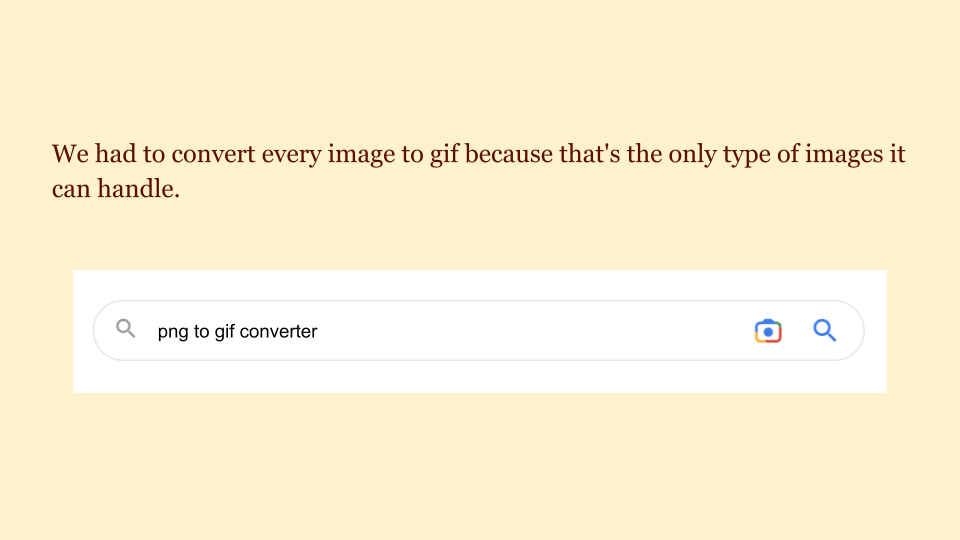 We had to convert every image to gif because that's the only type of images it
can handle.
png to gif converter